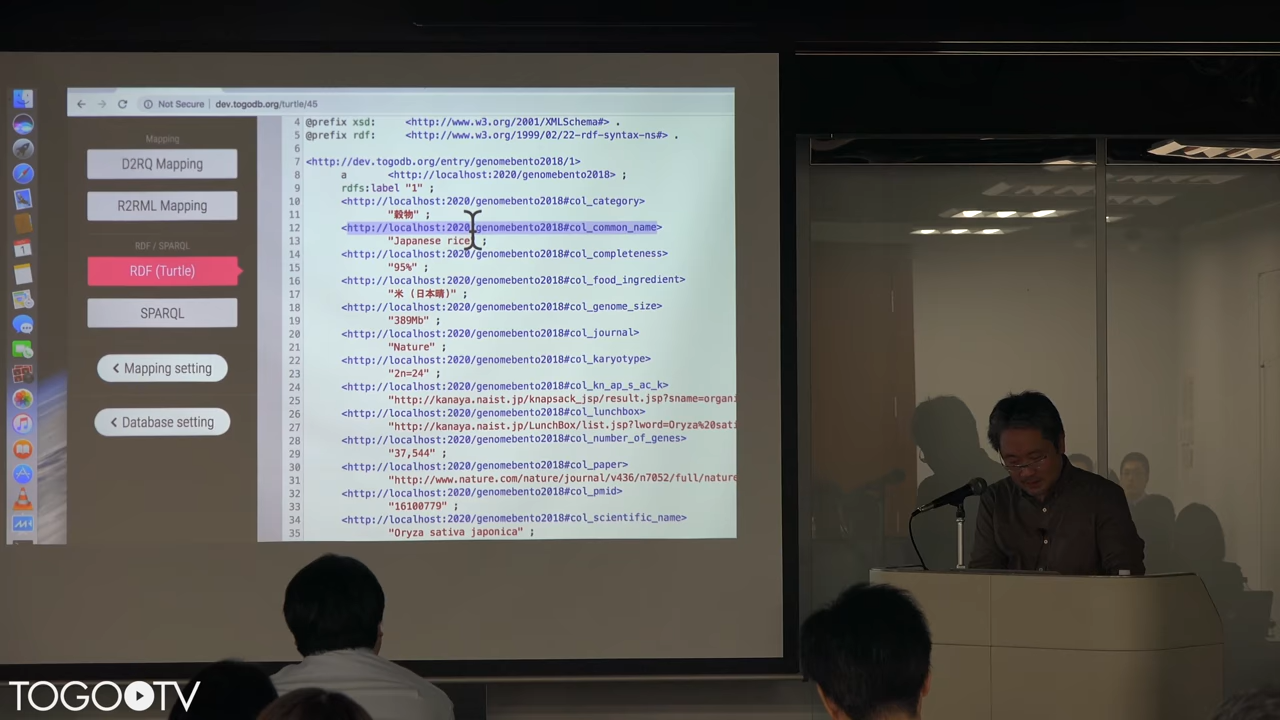 Not Secure | dev.togodb.org/turtle/45
Mapping
D2RQ Mapping
R2RML Mapping
RDF / SPARQL
RDF (Turtle)
SPARQL
Mapping setting
Database setting
4 @prefix xsd: <http://www.w3.org/2001/XMLSchema#> .
5 @prefix rdf: <http://www.w3.org/1999/02/22-rdf-syntax-ns#> .
6
7 <http://dev.togodb.org/entry/genomebento2018/1>
8 a <http://localhost:2020/genomebento2018> ;
9 rdfs:label "1" ;
10 <http://localhost:2020/genomebento2018#col_category>
11 "穀物" ;
12 <http://localhost:2020/genomebento2018#col_common_name>
13 "Japanese rice" ;
14 <http://localhost:2020/genomebento2018#col_completeness>
15 "95%" ;
16 <http://localhost:2020/genomebento2018#col_food_ingredient>
17 "米 (日本晴)" ;
18 <http://localhost:2020/genomebento2018#col_genome_size>
19 "389Mb" ;
20 <http://localhost:2020/genomebento2018#col_journal>
21 "Nature" ;
22 <http://localhost:2020/genomebento2018#col_karyotype>
23 "2n=24" ;
24 <http://localhost:2020/genomebento2018#col_kn_ap_s_ac_k>
25 "http://kanaya.naist.jp/knapsack_jsp/result.jsp?sname=organi
26 <http://localhost:2020/genomebento2018#col_lunchbox>
27 "http://kanaya.naist.jp/LunchBox/list.jsp?lword=Oryza%20sati
28 <http://localhost:2020/genomebento2018#col_number_of_genes>
29 "37,544" ;
30 <http://localhost:2020/genomebento2018#col_paper>
31 "http://www.nature.com/nature/journal/v436/n7052/full/nature
32 <http://localhost:2020/genomebento2018#col_pmid>
33 "16100779" ;
34 <http://localhost:2020/genomebento2018#col_scientific_name>
35 "Oryza sativa japonica" ;
TOGO TV